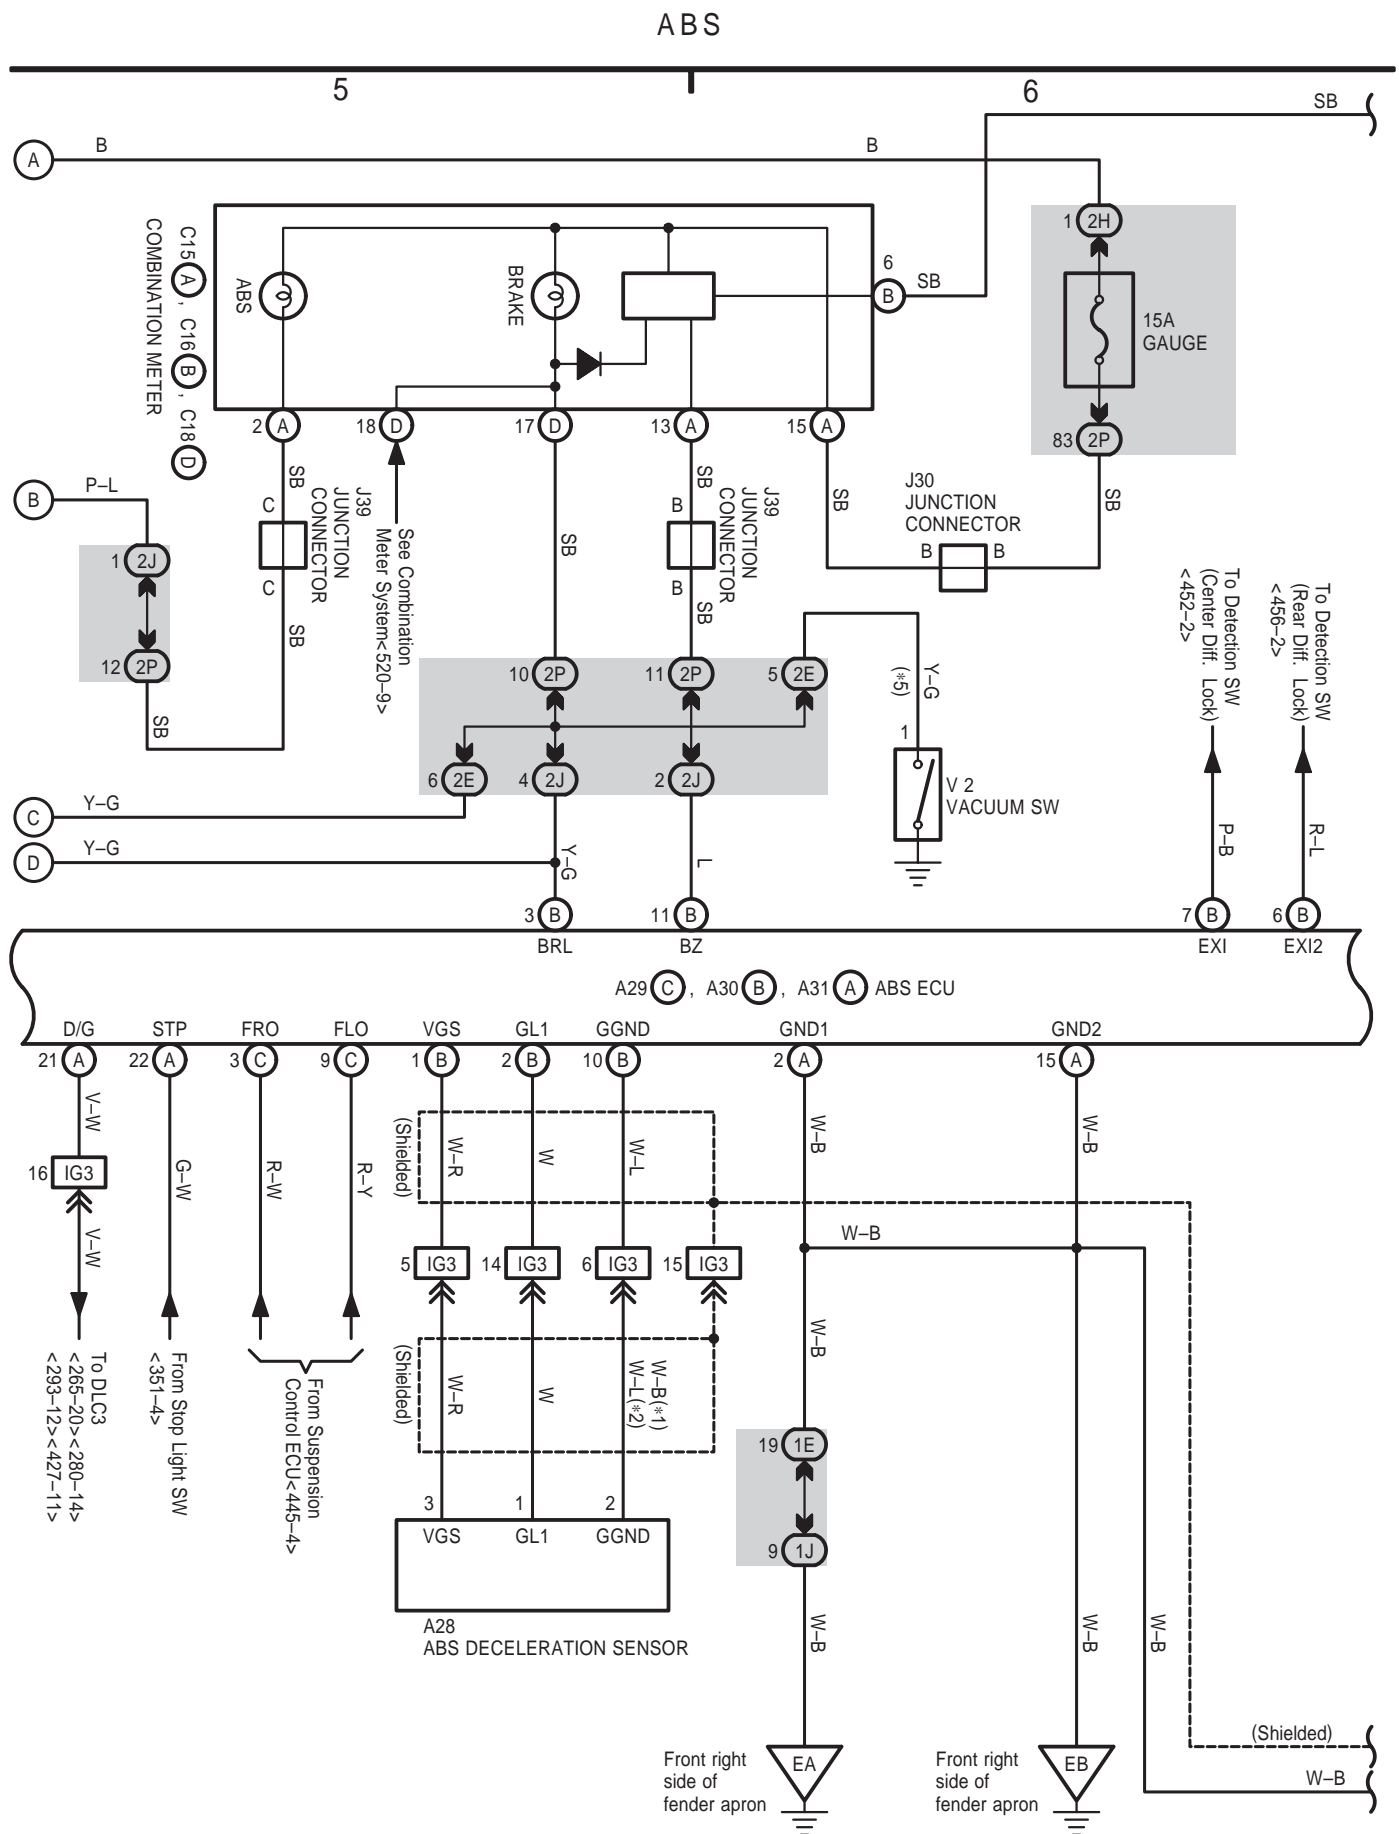 ABS
5
6
SB
A
B
B
1 2H
15A
GAUGE
83 2P
SB
C15 A , C16 B , C18 D
COMBINATION METER
ABS
BRAKE
6
B
SB
2 A
18 D
17 D
13 A
15 A
B
P–L
1 2J
12 2P
SB
SB
C
C
J39
JUNCTION
CONNECTOR
SB
See Combination
Meter System<520–9>
SB
SB
B
B
J39
JUNCTION
CONNECTOR
SB
SB
J30
JUNCTION
CONNECTOR
B
B
10 2P
11 2P
5 2E
6 2E
4 2J
2 2J
Y–G
(*5)
1
V 2
VACUUM SW
To Detection SW
(Center Diff. Lock)
<452–2>
To Detection SW
(Rear Diff. Lock)
<456–2>
P–B
R–L
C
Y–G
D
Y–G
Y–G
L
3 B
11 B
7 B
6 B
BRL
BZ
EXI
EXI2
A29 C , A30 B , A31 A ABS ECU
D/G
STP
FRO
FLO
VGS
GL1
GGND
GND1
GND2
21 A
22 A
3 C
9 C
1 B
2 B
10 B
2 A
15 A
V–W
16 IG3
V–W
G–W
R–W
R–Y
(Shielded)
W–R
W
W–L
W–B
W–B
W–B
5 IG3
14 IG3
6 IG3
15 IG3
W–B
To DLC3
<265–20><280–14>
<293–12><427–11>
From Stop Light SW
<351–4>
From Suspension
Control ECU<445–4>
(Shielded)
W–R
W
W–B(*1)
W–L(*2)
3
1
2
VGS
GL1
GGND
A28
ABS DECELERATION SENSOR
19 1E
9 1J
W–B
W–B
W–B
(Shielded)
W–B
Front right
side of
fender apron
EA
Front right
side of
fender apron
EB